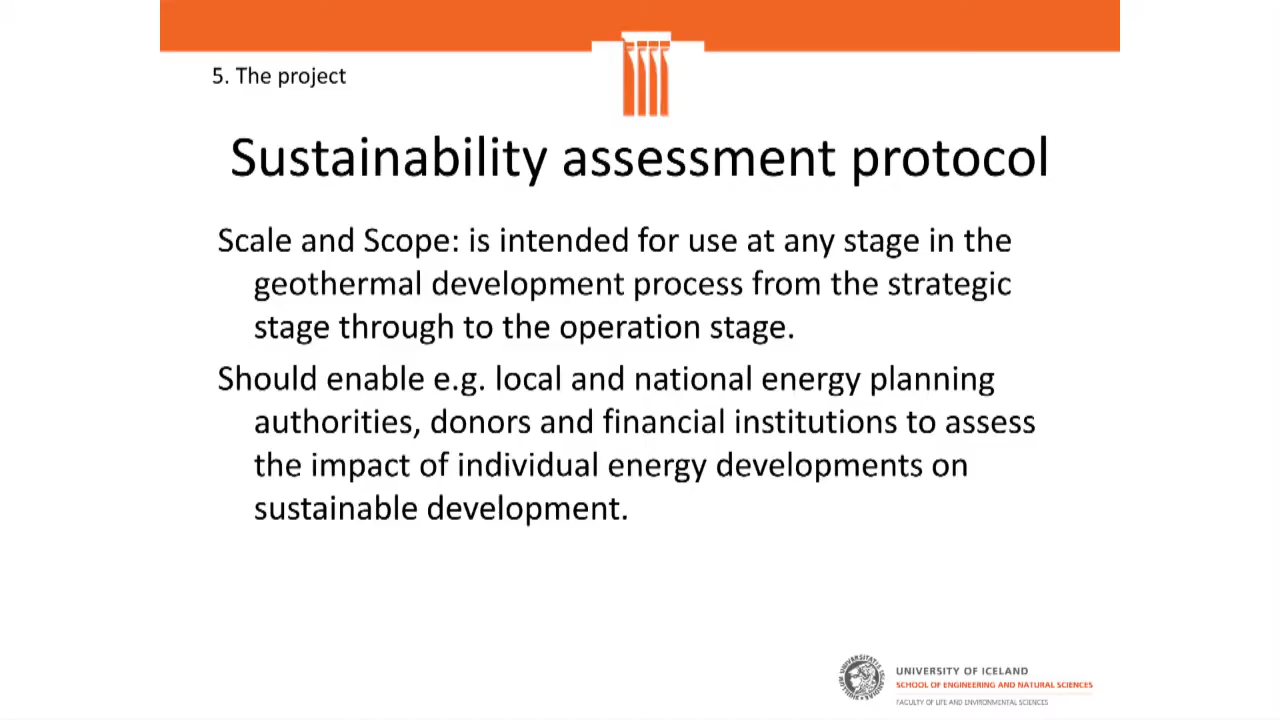 5. The project
Sustainability assessment protocol
Scale and Scope: is intended for use at any stage in the
geothermal development process from the strategic
stage through to the operation stage.
Should enable e.g. local and national energy planning
authorities, donors and financial institutions to assess
the impact of individual energy developments on
sustainable development.
UNIVERSITY OF ICELAND
SCHOOL OF ENGINEERING AND NATURAL SCIENCES
FACULTY OF LIFE AND ENVIRONMENTAL SCIENCES